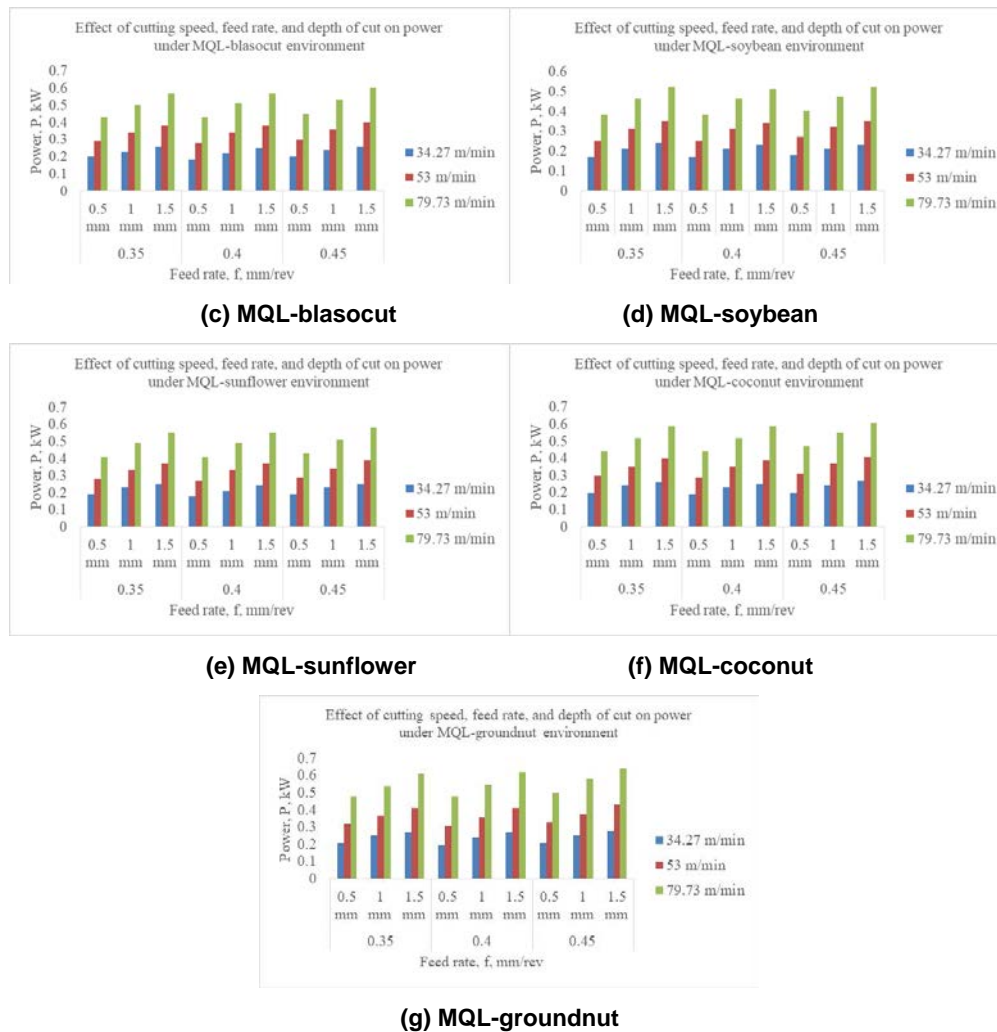 Effect of cutting speed, feed rate, and depth of cut on power
under MQL-blasocut environment
Power, P, kW
0.7
0.6
0.5
0.4
0.3
0.2
0.1
0
0.5 mm
1 mm
1.5 mm
0.5 mm
1 mm
1.5 mm
0.5 mm
1 mm
1.5 mm
0.35
0.4
0.45
Feed rate, f, mm/rev
34.27 m/min
53 m/min
79.73 m/min
(c) MQL-blasocut
Effect of cutting speed, feed rate, and depth of cut on power
under MQL-soybean environment
Power, P, kW
0.6
0.5
0.4
0.3
0.2
0.1
0
0.5 mm
1 mm
1.5 mm
0.5 mm
1 mm
1.5 mm
0.5 mm
1 mm
1.5 mm
0.35
0.4
0.45
Feed rate, f, mm/rev
34.27 m/min
53 m/min
79.73 m/min
(d) MQL-soybean
Effect of cutting speed, feed rate, and depth of cut on power
under MQL-sunflower environment
Power, P, kW
0.7
0.6
0.5
0.4
0.3
0.2
0.1
0
0.5 mm
1 mm
1.5 mm
0.5 mm
1 mm
1.5 mm
0.5 mm
1 mm
1.5 mm
0.35
0.4
0.45
Feed rate, f, mm/rev
34.27 m/min
53 m/min
79.73 m/min
(e) MQL-sunflower
Effect of cutting speed, feed rate, and depth of cut on power
under MQL-coconut environment
Power, P, kW
0.7
0.6
0.5
0.4
0.3
0.2
0.1
0
0.5 mm
1 mm
1.5 mm
0.5 mm
1 mm
1.5 mm
0.5 mm
1 mm
1.5 mm
0.35
0.4
0.45
Feed rate, f, mm/rev
34.27 m/min
53 m/min
79.73 m/min
(f) MQL-coconut
Effect of cutting speed, feed rate, and depth of cut on power
under MQL-groundnut environment
Power, P, kW
0.7
0.6
0.5
0.4
0.3
0.2
0.1
0
0.5 mm
1 mm
1.5 mm
0.5 mm
1 mm
1.5 mm
0.5 mm
1 mm
1.5 mm
0.35
0.4
0.45
Feed rate, f, mm/rev
34.27 m/min
53 m/min
79.73 m/min
(g) MQL-groundnut